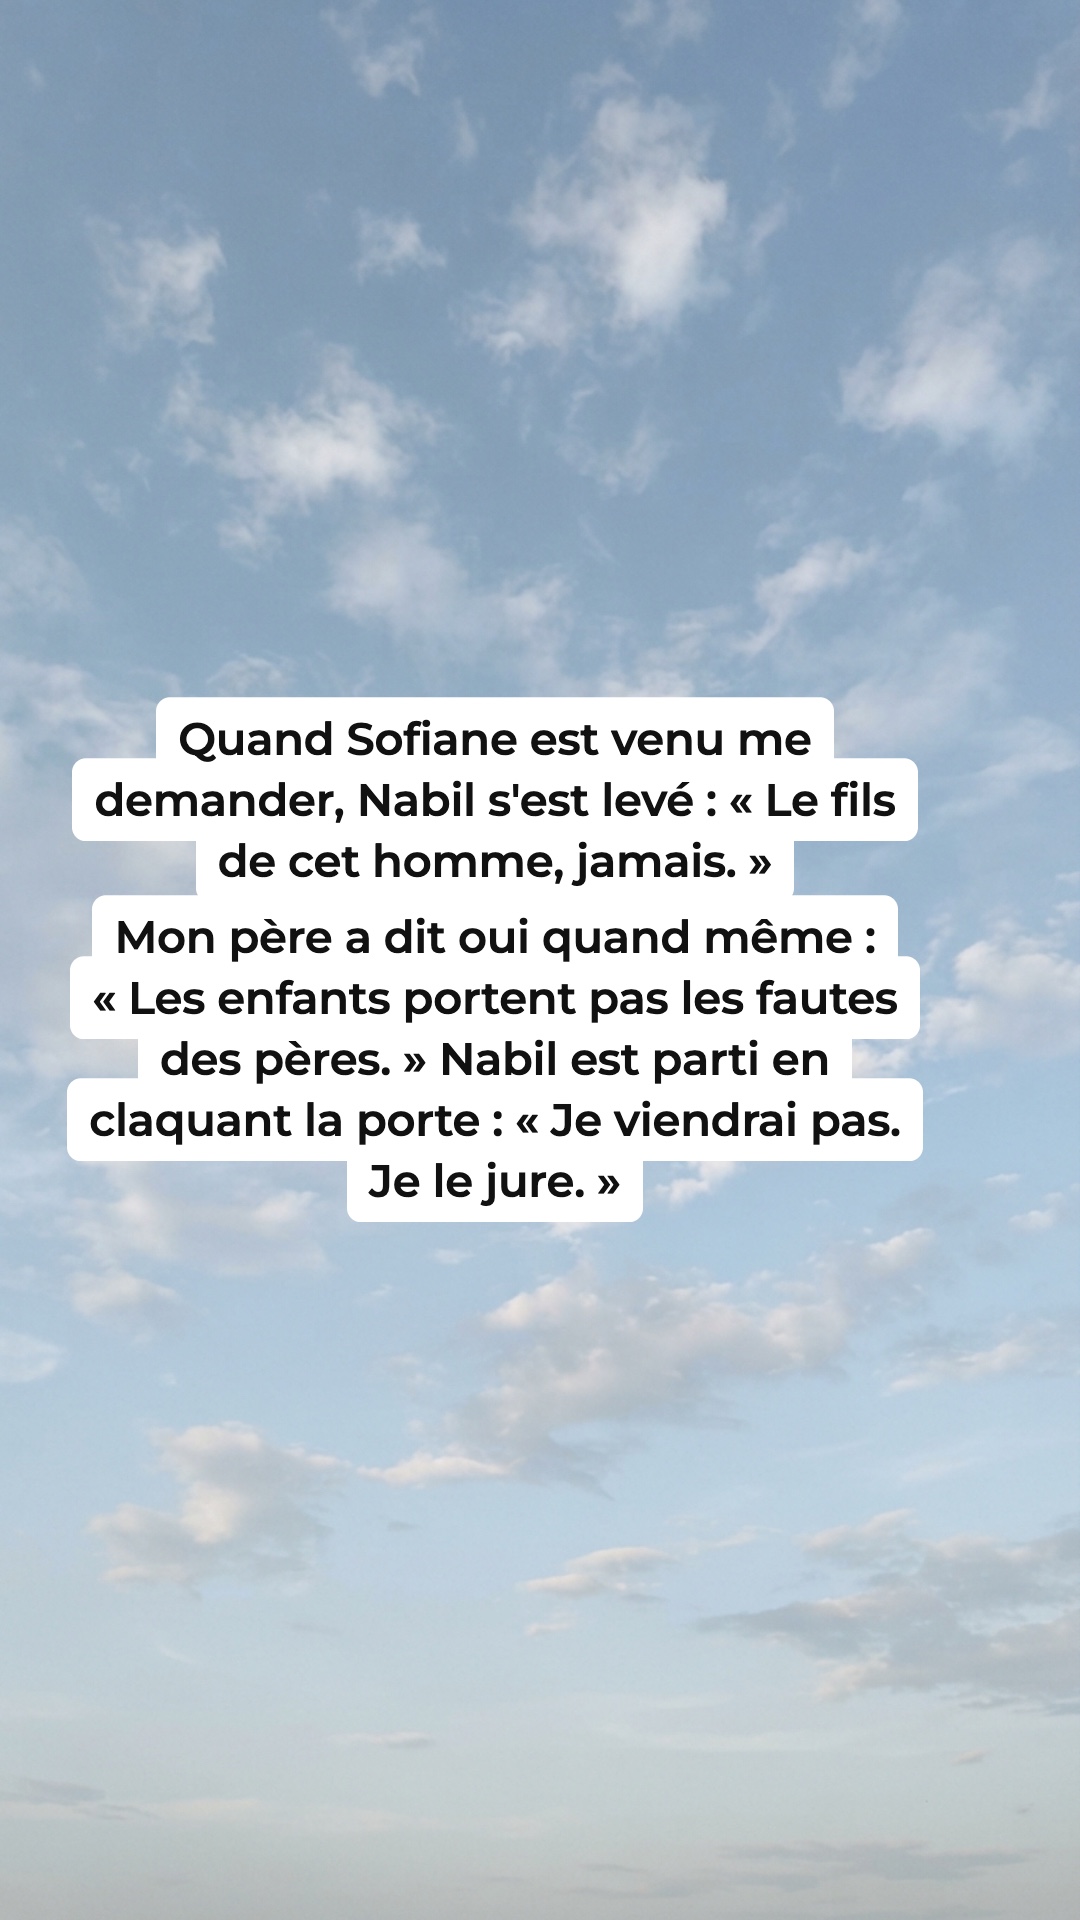 Quand Sofiane est venu me
demander, Nabil s'est levé : « Le fils
de cet homme, jamais. »
Mon père a dit oui quand même :
« Les enfants portent pas les fautes
des pères. » Nabil est parti en
claquant la porte : « Je viendrai pas.
Je le jure. »